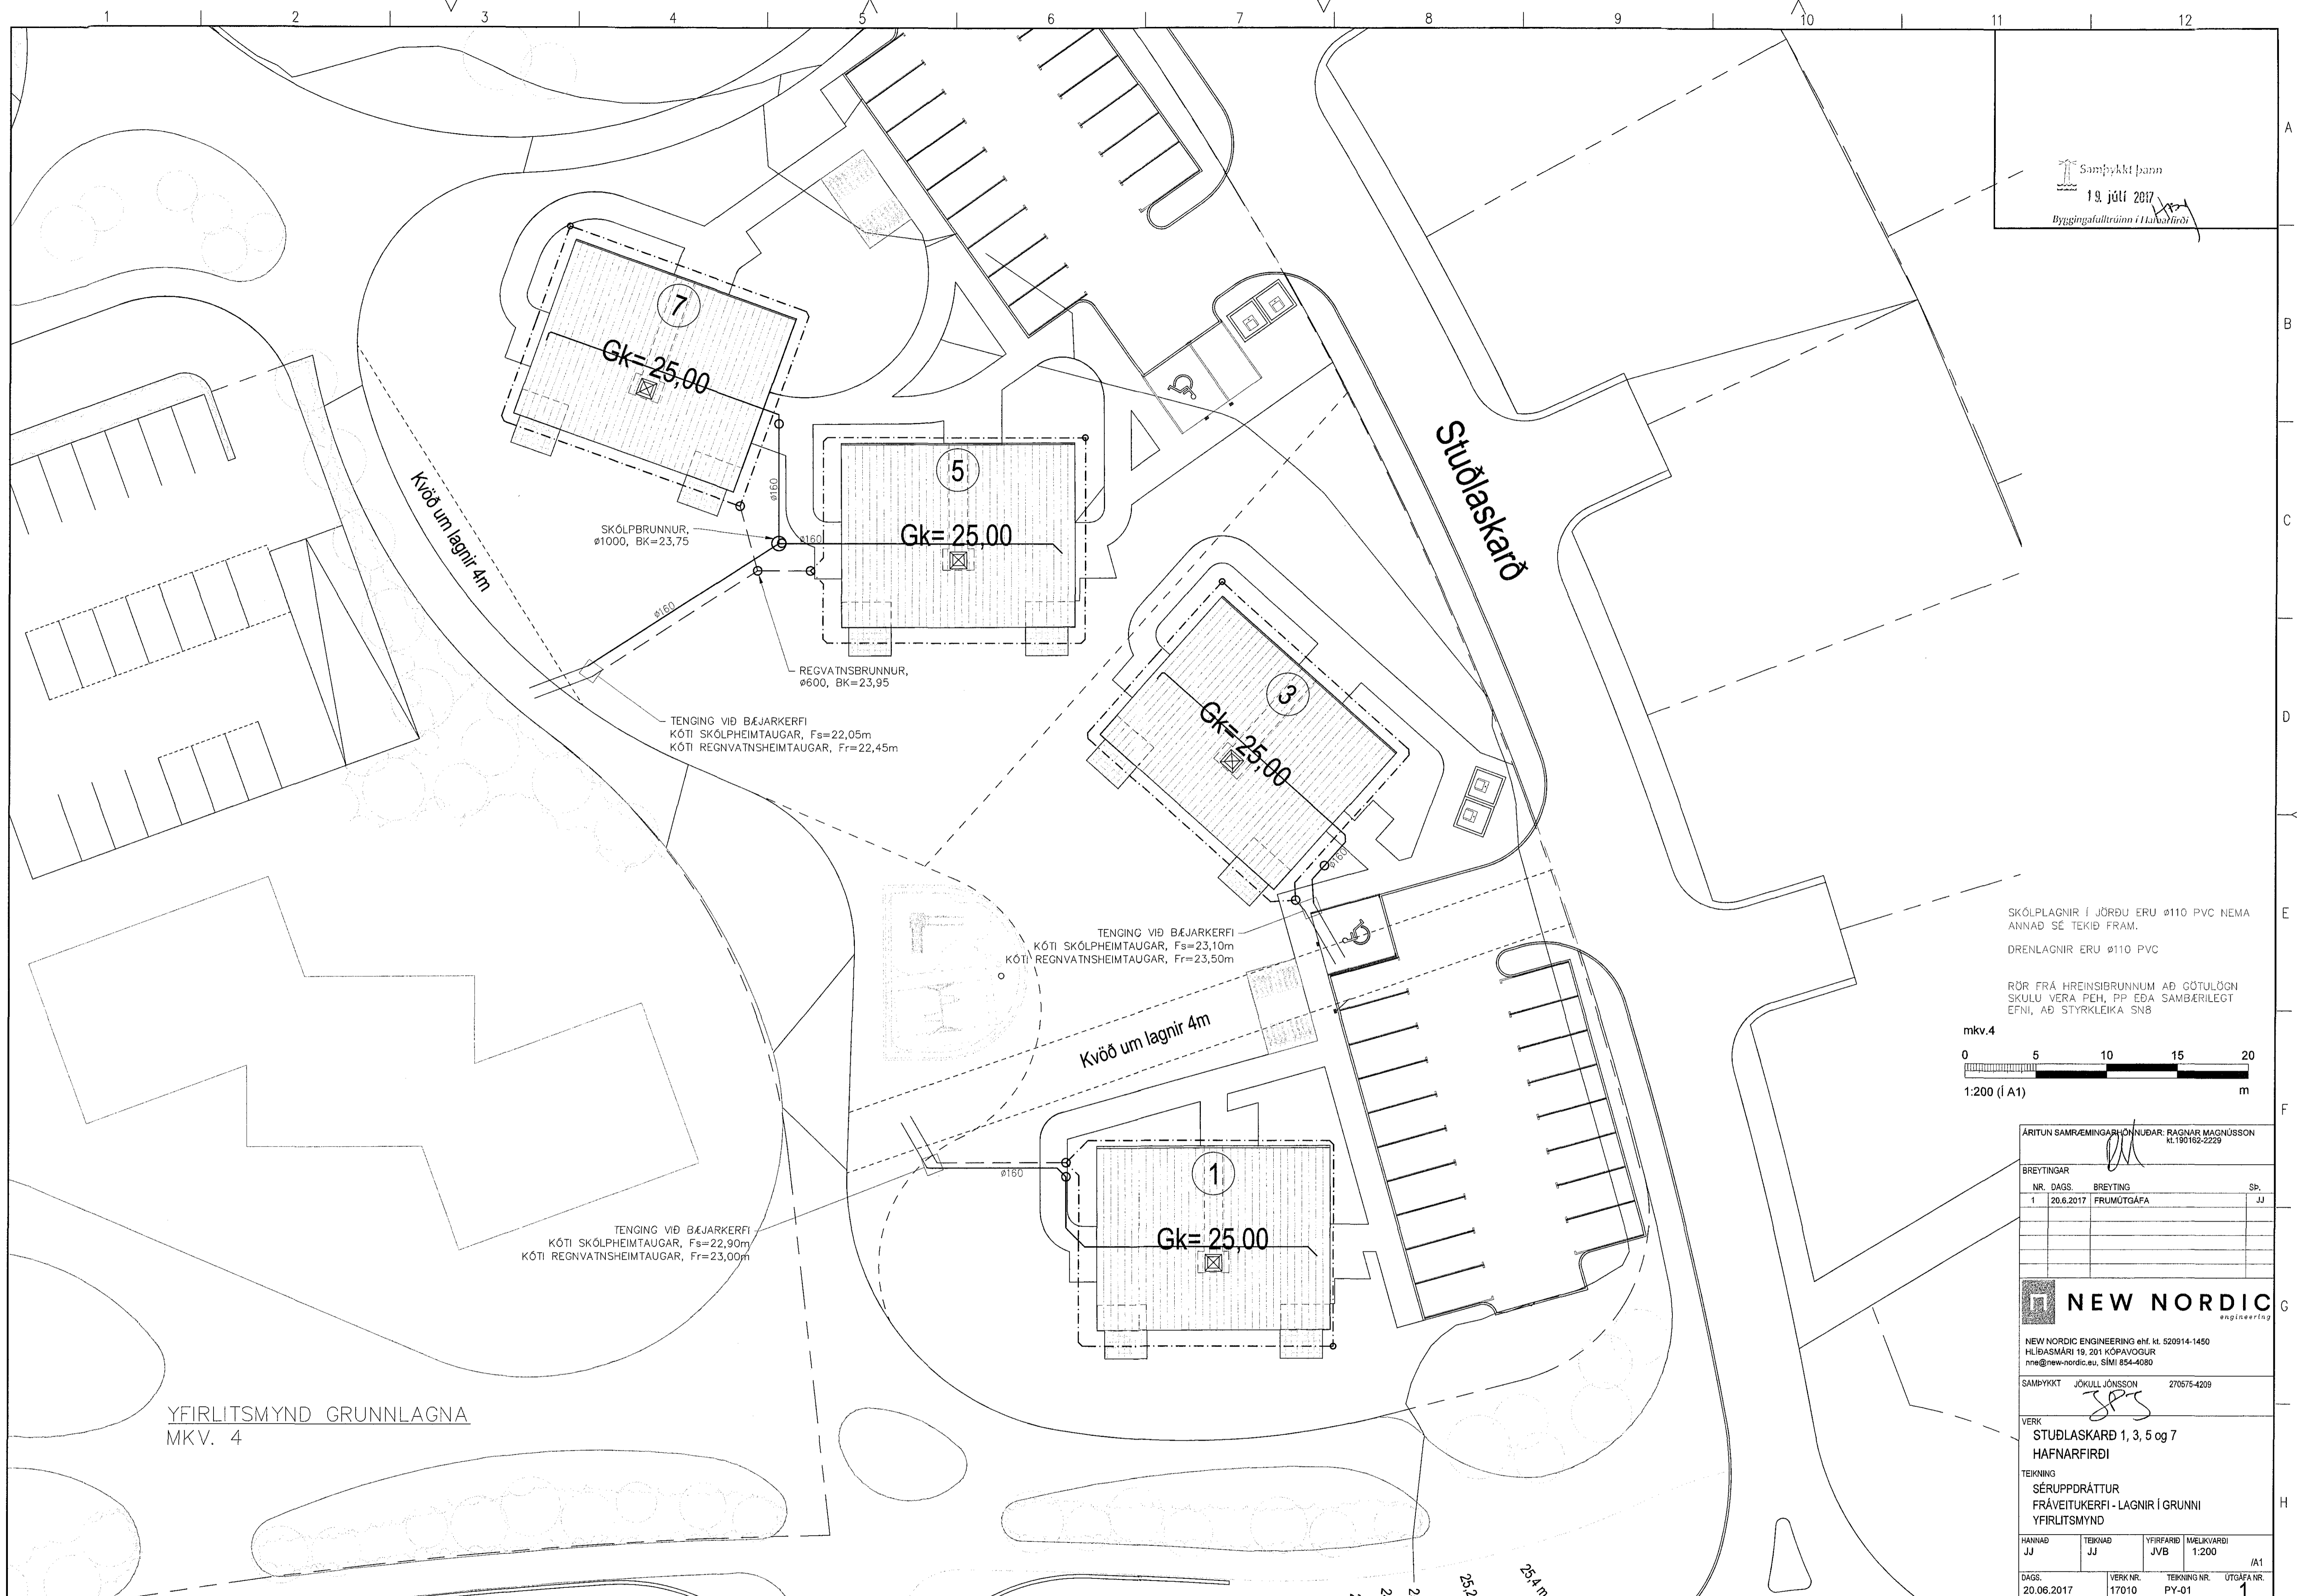 1 2 3 4 5 6 7 8 9 10 11 12
A
B
C
D
E
F
G
H
Samþykkt þann
19. júlí 2017
Byggingafulltrúinn í Hafnarfirði
7
Gk= 25,00
5
Gk= 25,00
3
Gk= 25,00
1
Gk= 25,00
Stuðlaskarð
Kvöð um lagnir 4m
Kvöð um lagnir 4m
SKÓLPBRUNNUR,
ø1000, BK=23,75
ø160
ø160
ø160
REGVATNSBRUNNUR,
ø600, BK=23,95
TENGING VIÐ BÆJARKERFI
KÓTI SKÓLPHEIMTAUGAR, Fs=22,05m
KÓTI REGNVATNSHEIMTAUGAR, Fr=22,45m
ø160
TENGING VIÐ BÆJARKERFI
KÓTI SKÓLPHEIMTAUGAR, Fs=23,10m
KÓTI REGNVATNSHEIMTAUGAR, Fr=23,50m
ø160
TENGING VIÐ BÆJARKERFI
KÓTI SKÓLPHEIMTAUGAR, Fs=22,90m
KÓTI REGNVATNSHEIMTAUGAR, Fr=23,00m
YFIRLITSMYND GRUNNLAGNA
MKV. 4
25,4 m
SKÓLPLAGNIR Í JÖRÐU ERU ø110 PVC NEMA
ANNAÐ SÉ TEKIÐ FRAM.
DRENLAGNIR ERU ø110 PVC
RÖR FRÁ HREINSIBRUNNUM AÐ GÖTULÖGN
SKULU VERA PEH, PP EÐA SAMBÆRILEGT
EFNI, AÐ STYRKLEIKA SN8
mkv.4
0 5 10 15 20
1:200 (Í A1) m
ÁRITUN SAMRÆMINGARHÖNNUÐAR: RAGNAR MAGNÚSSON
kt.190162-2229
BREYTINGAR
NR. DAGS. BREYTING SÞ.
1 20.6.2017 FRUMÚTGÁFA JJ
NEW NORDIC
engineering
NEW NORDIC ENGINEERING ehf. kt. 520914-1450
HLÍÐASMÁRI 19, 201 KÓPAVOGUR
nne@new-nordic.eu, SÍMI 854-4080
SAMÞYKKT JÖKULL JÓNSSON 270575-4209
VERK
STUÐLASKARÐ 1, 3, 5 og 7
HAFNARFIRÐI
TEIKNING
SÉRUPPDRÁTTUR
FRÁVEITUKERFI - LAGNIR Í GRUNNI
YFIRLITSMYND
HANNAÐ TEIKNAÐ YFIRFARIÐ MÆLIKVARÐI
JJ JJ JVB 1:200
/A1
DAGS. VERK NR. TEIKNING NR. ÚTGÁFA NR.
20.06.2017 17010 PY-01 1